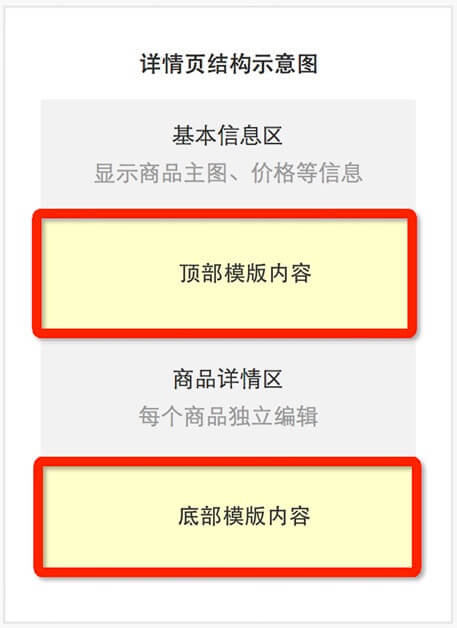 详情页结构示意图
基本信息区
显示商品主图、价格等信息
顶部模版内容
商品详情区
每个商品独立编辑
底部模版内容